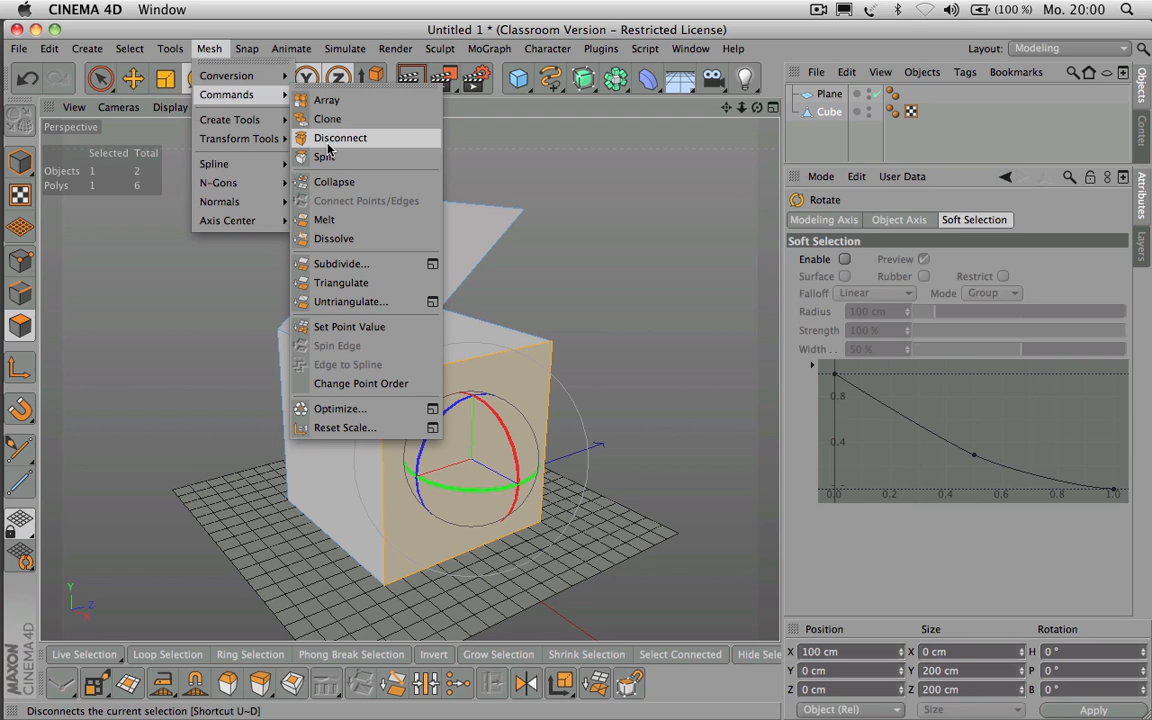 CINEMA 4D Window (100 %) Mo. 20:00
Untitled 1 * (Classroom Version - Restricted License)
File Edit Create Select Tools Mesh Snap Animate Simulate Render Sculpt MoGraph Character Plugins Script Window Help Layout: Modeling
Y Z
View Cameras Display
Perspective
Selected Total
Objects 1 2
Polys 1 6
Conversion
Commands
Create Tools
Transform Tools
Spline
N-Gons
Normals
Axis Center
Array
Clone
Disconnect
Split
Collapse
Connect Points/Edges
Melt
Dissolve
Subdivide...
Triangulate
Untriangulate...
Set Point Value
Spin Edge
Edge to Spline
Change Point Order
Optimize...
Reset Scale...
Y
Z
X
File Edit View Objects Tags Bookmarks
Plane
Cube
Objects
Center
Mode Edit User Data
Rotate
Modeling Axis Object Axis Soft Selection
Soft Selection
Enable Preview
Surface Rubber Restrict
Falloff Linear Mode Group
Radius 100 cm
Strength 100 %
Width . . 50 %
0.8
0.4
0.0 0.2 0.4 0.6 0.8 1.0
Attributes
Layers
Position Size Rotation
X 100 cm X 0 cm H 0 °
Y 0 cm Y 200 cm P 0 °
Z 0 cm Z 200 cm B 0 °
Object (Rel) Size Apply
Live Selection Loop Selection Ring Selection Phong Break Selection Invert Grow Selection Shrink Selection Select Connected Hide Sele
MAXON
CINEMA 4D
Disconnects the current selection [Shortcut U~D]